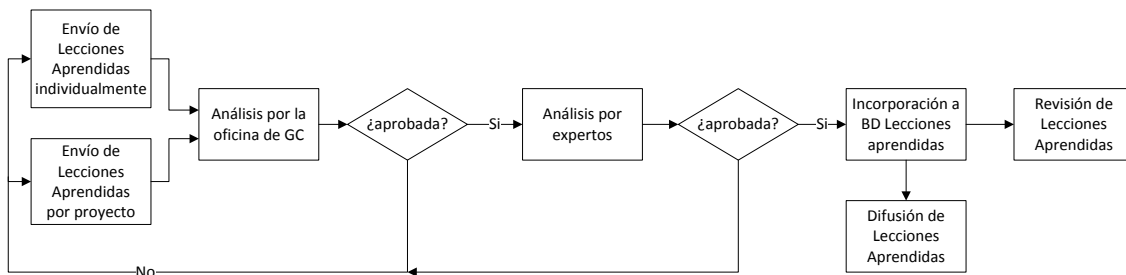 Envío de
Lecciones
Aprendidas
individualmente
Envío de
Lecciones
Aprendidas
por proyecto
Análisis por la
oficina de GC
¿aprobada?
Si
Análisis por
expertos
¿aprobada?
Si
Incorporación a
BD Lecciones
aprendidas
Revisión de
Lecciones
Aprendidas
Difusión de
Lecciones
Aprendidas
No